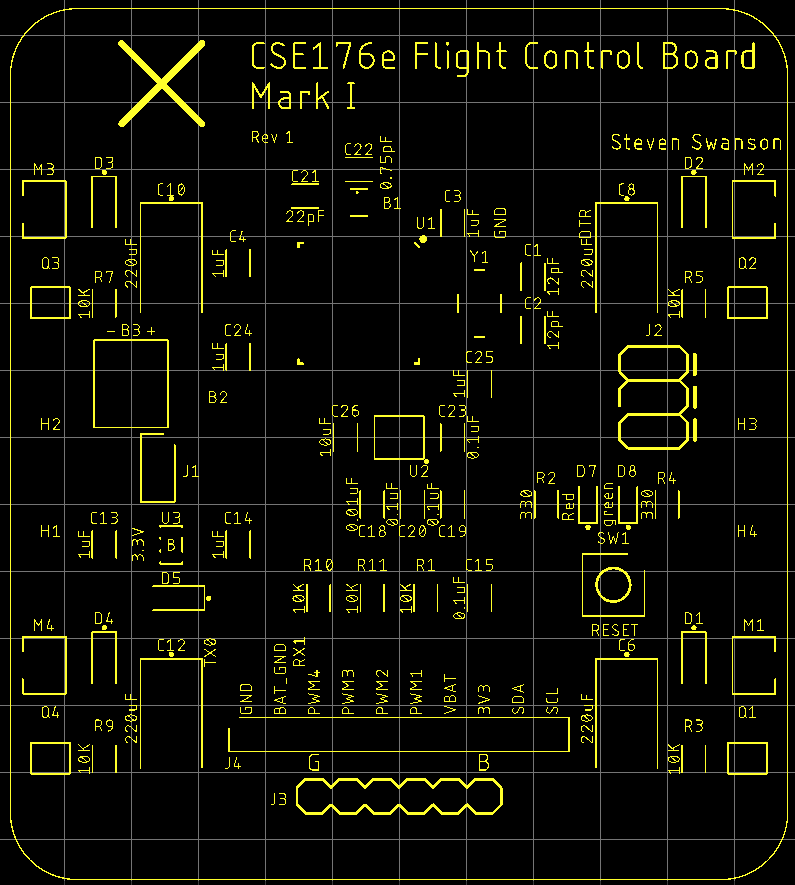 CSE176e Flight Control Board
Mark I
Rev 1
Steven Swanson
C22
0.75pF
M3
D3
C21
D2
M2
C10
C8
C3
B1
22pF
U1
1uF
GND
DTR
C4
Y1
C1
220uF
1uF
220uF
12pF
Q3
Q2
R7
10K
C2
R5
10K
12pF
- B3 +
C24
1uF
J2
C25
1uF
B2
C26
C23
H2
10uF
0.1uF
H3
J1
U2
R2
D7
D8
R4
330
Red
green
330
0.01uF
0.1uF
0.1uF
C13
U3
C14
C18
C20
C19
H1
1uF
3.3V
B
1uF
SW1
H4
D5
R10
R11
R1
C15
10K
10K
10K
0.1uF
M4
D4
RESET
D1
M1
C12
TX0
RX1
C6
BAT_GND
GND
PWM4
PWM3
PWM2
PWM1
VBAT
3V3
SDA
SCL
Q4
220uF
220uF
Q1
R9
R3
10K
10K
J4
G
B
J3